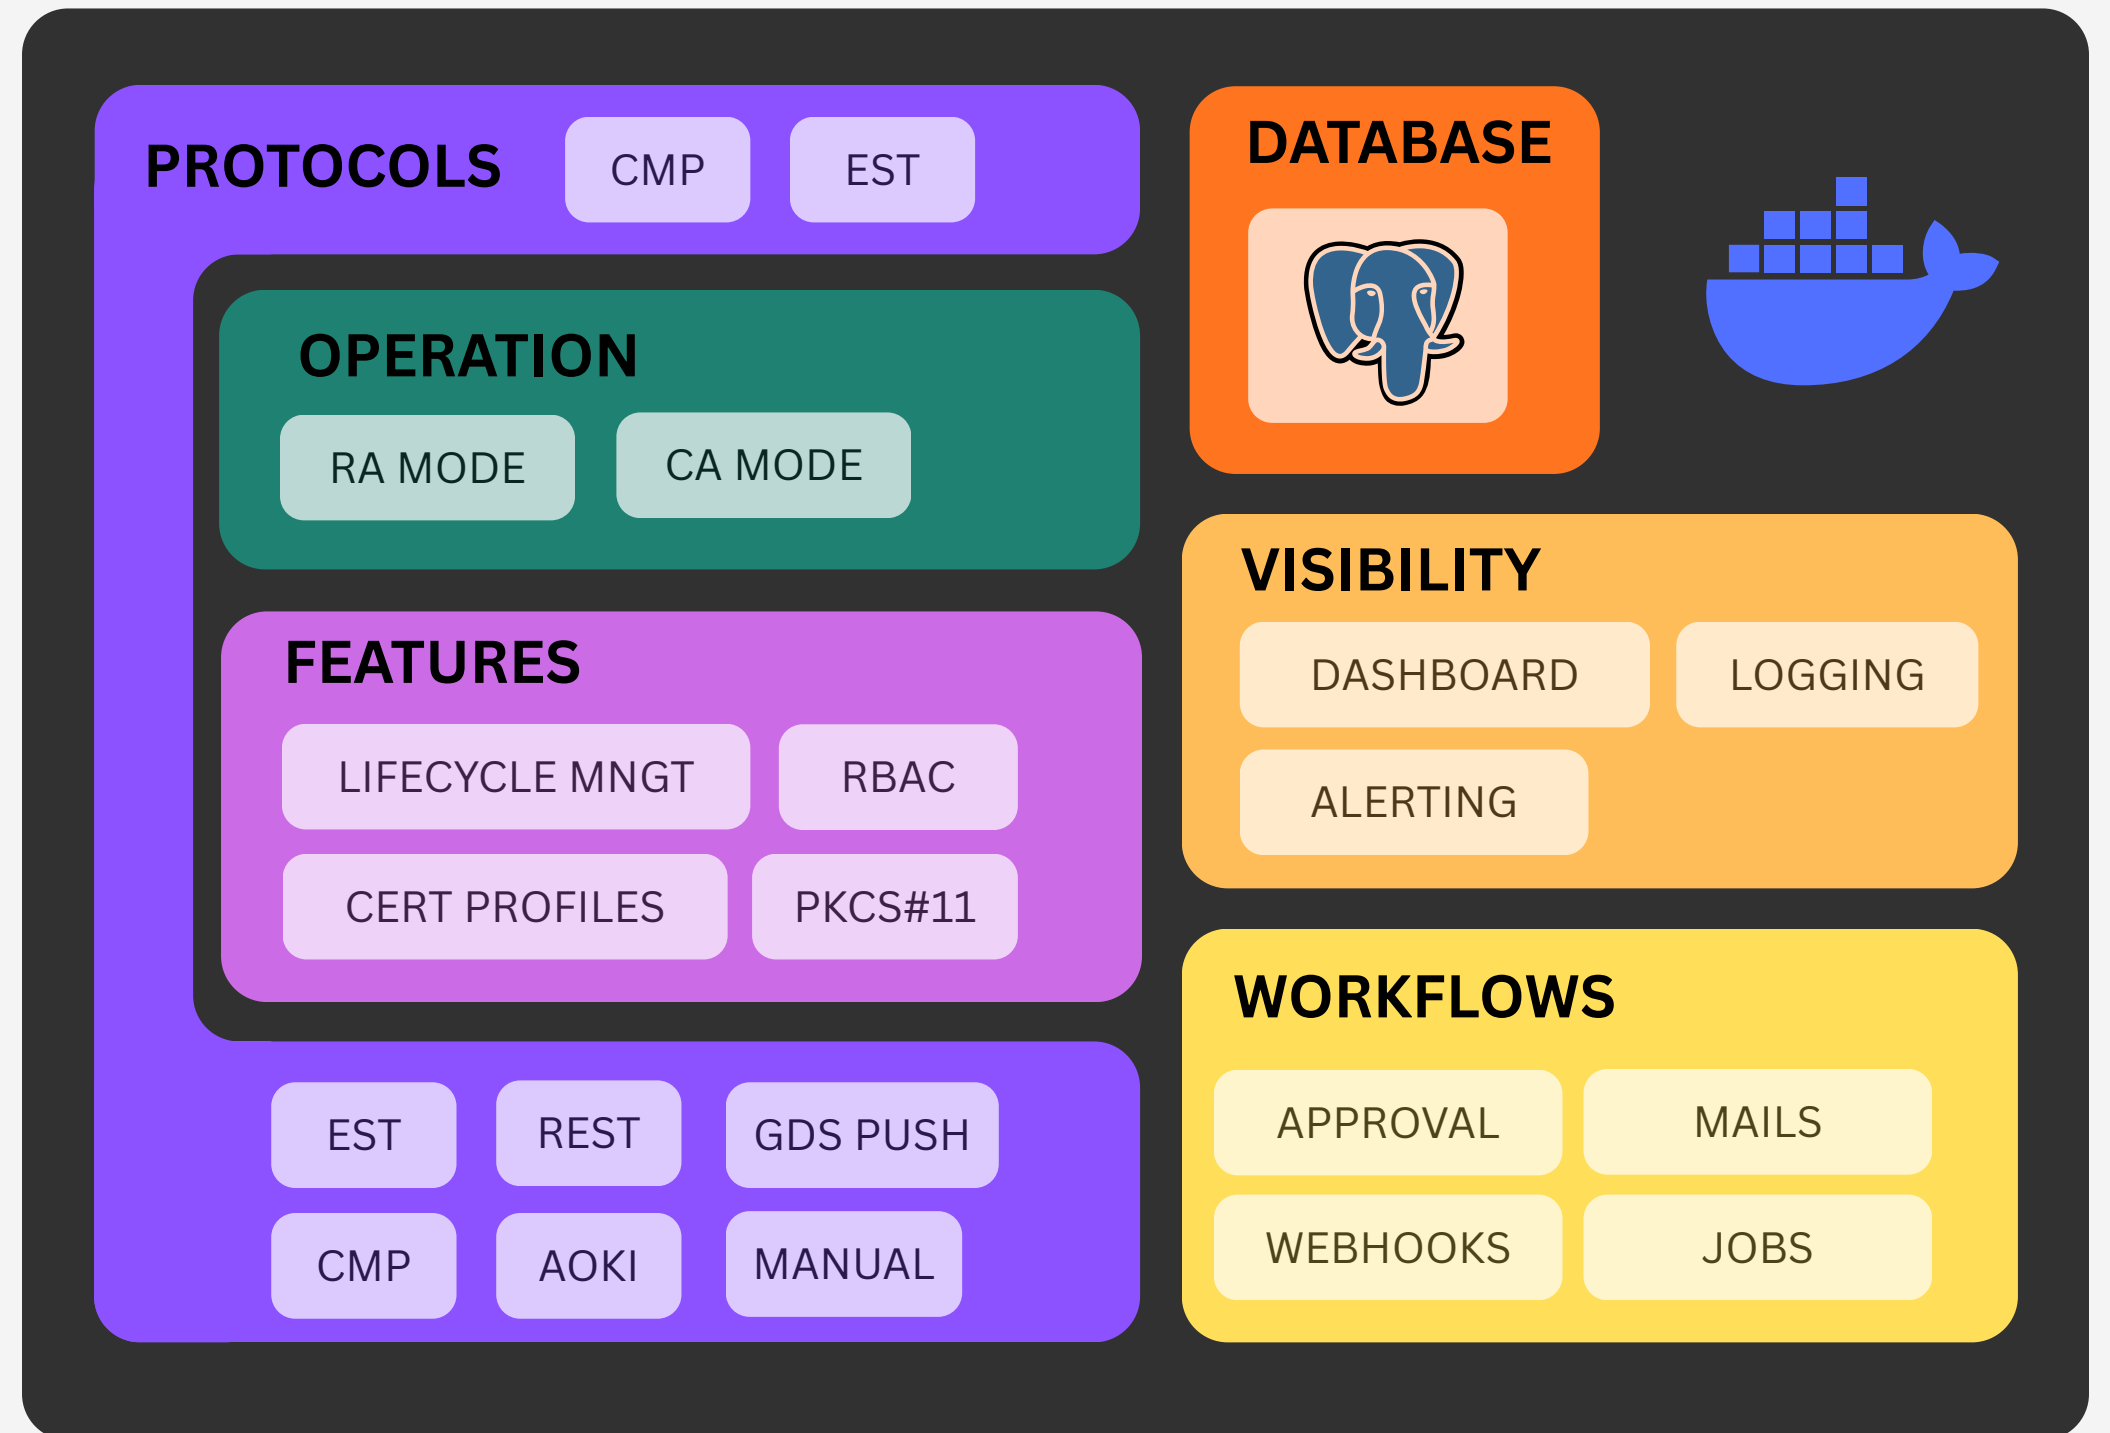 PROTOCOLS
CMP
EST
OPERATION
RA MODE
CA MODE
FEATURES
LIFECYCLE MNGT
RBAC
CERT PROFILES
PKCS#11
EST
REST
GDS PUSH
CMP
AOKI
MANUAL
DATABASE
VISIBILITY
DASHBOARD
LOGGING
ALERTING
WORKFLOWS
APPROVAL
MAILS
WEBHOOKS
JOBS